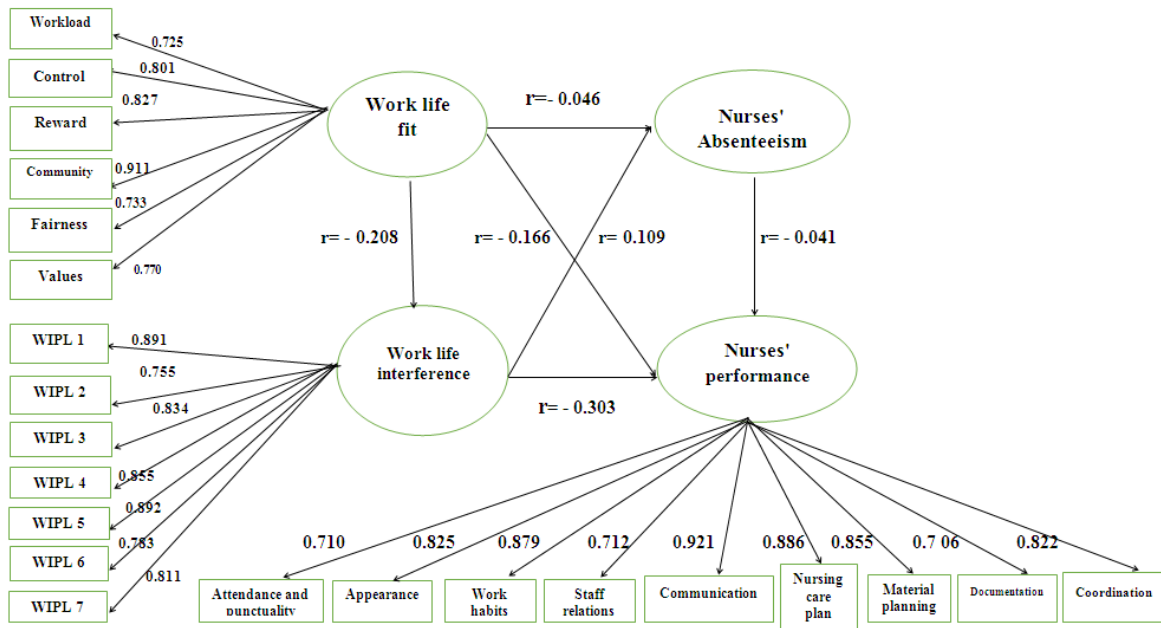 Workload
0.725
Control
0.801
Reward
0.827
Community
0.911
Fairness
0.733
Values
0.770
Work life
fit
r=- 0.046
Nurses'
Absenteeism
r= - 0.208
r= - 0.166
r= 0.109
r= - 0.041
WIPL 1
0.891
WIPL 2
0.755
WIPL 3
0.834
WIPL 4
0.855
WIPL 5
0.892
WIPL 6
0.783
WIPL 7
0.811
Work life
interference
r= - 0.303
Nurses'
performance
0.710
0.825
0.879
0.712
0.921
0.886
0.855
0.7 06
0.822
Attendance and
punctuality
Appearance
Work
habits
Staff
relations
Communication
Nursing
care
plan
Material
planning
Documentation
Coordination